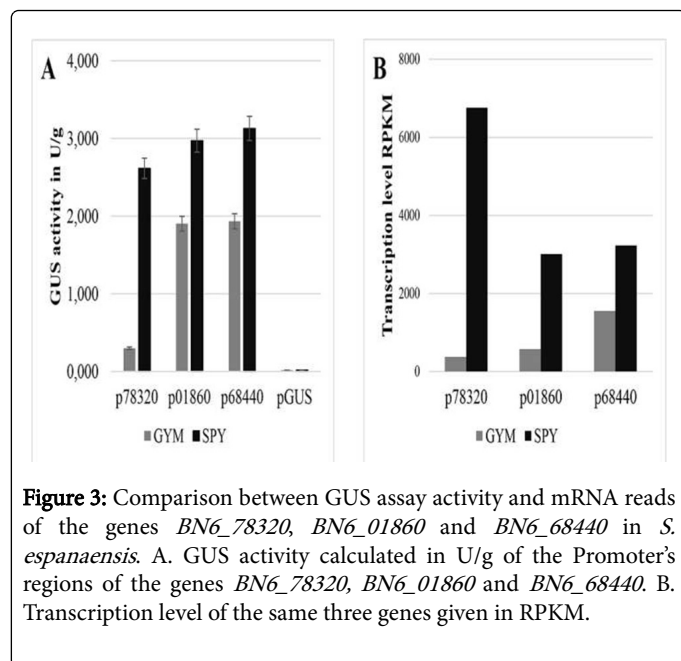 A
GUS activity in U/g
4,000
3,000
2,000
1,000
0,000
p78320 p01860 p68440 pGUS
GYM SPY
B
Transcription level RPKM
8000
6000
4000
2000
0
p78320 p01860 p68440
GYM SPY
Figure 3: Comparison between GUS assay activity and mRNA reads
of the genes BN6_78320, BN6_01860 and BN6_68440 in S.
espanaensis. A. GUS activity calculated in U/g of the Promoter's
regions of the genes BN6_78320, BN6_01860 and BN6_68440. B.
Transcription level of the same three genes given in RPKM.